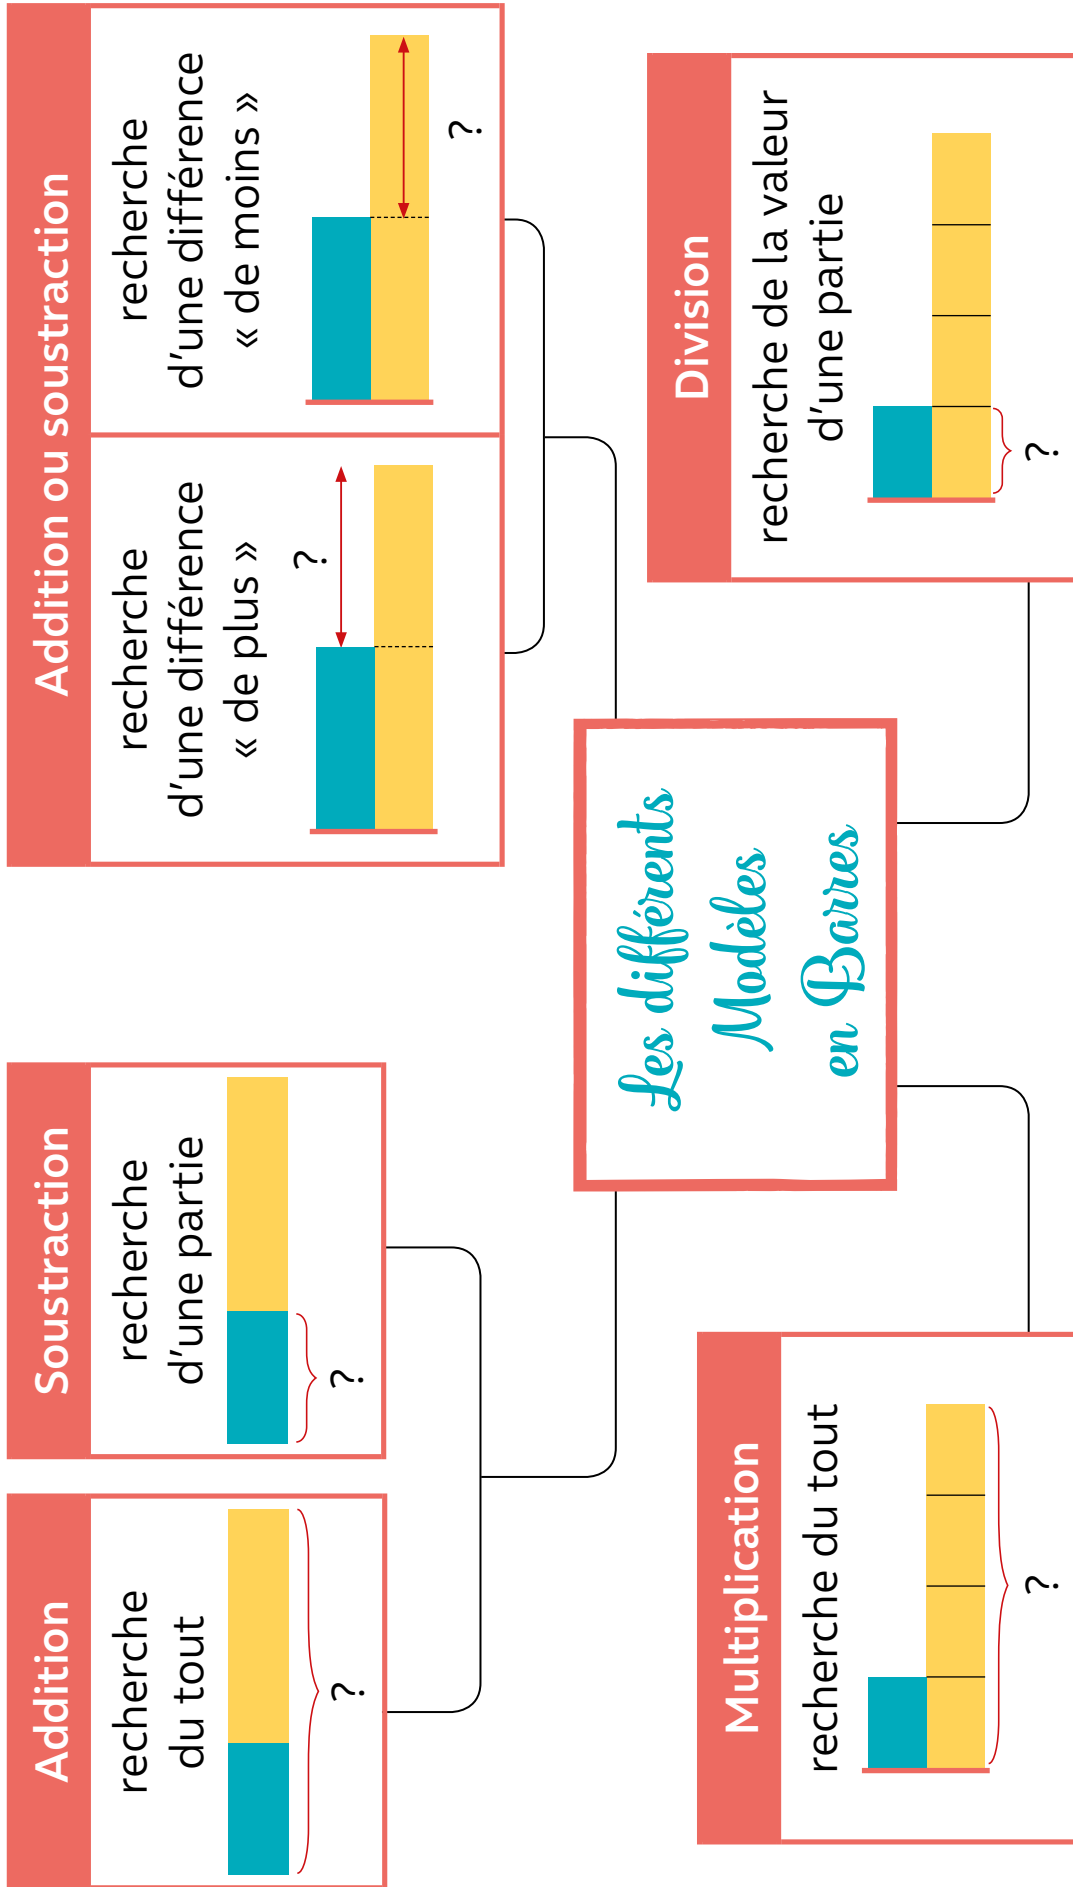 Addition
recherche
du tout
?
Soustraction
recherche
d'une partie
?
Addition ou soustraction
recherche
d'une différence
« de plus »
?
recherche
d'une différence
« de moins »
?
Les différents
Modèles
en Barres
Multiplication
recherche du tout
?
Division
recherche de la valeur
d'une partie
?